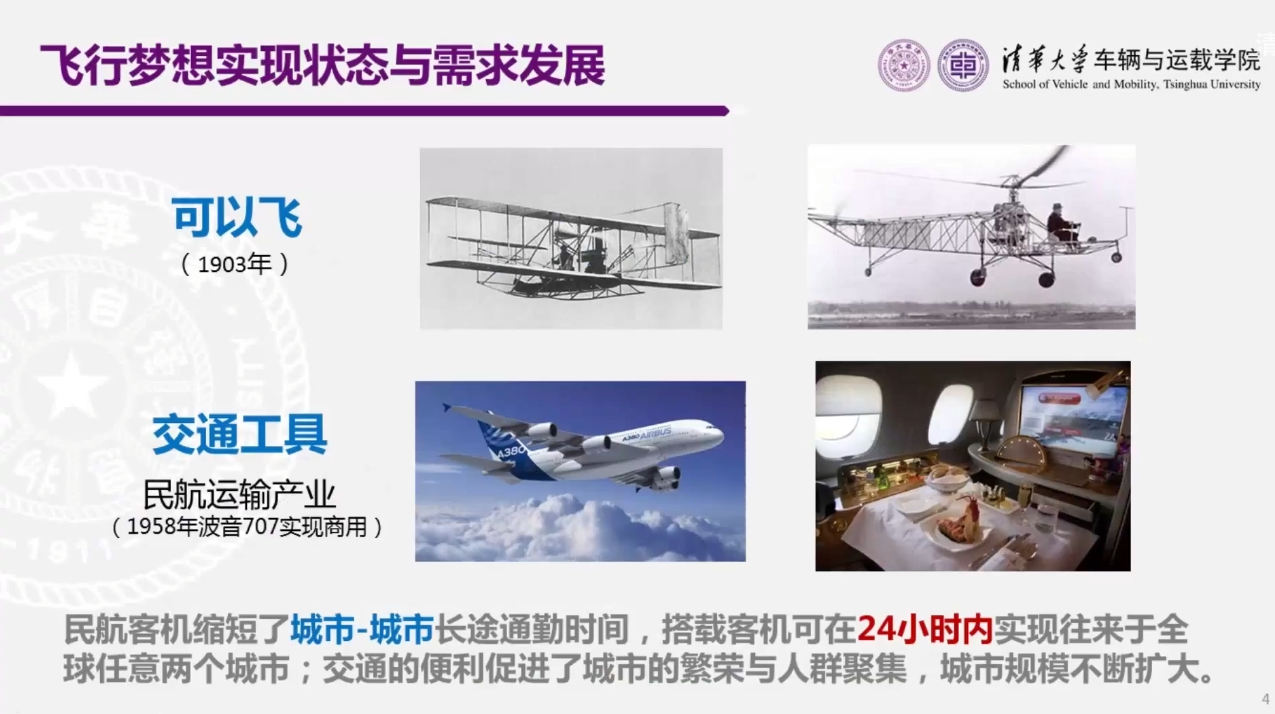 飞行梦想实现状态与需求发展
清华大学车辆与运载学院
School of Vehicle and Mobility, Tsinghua University
可以飞
（1903年）
交通工具
民航运输产业
（1958年波音707实现商用）
A380
A380 AIRBUS
民航客机缩短了城市-城市长途通勤时间，搭载客机可在24小时内实现往来于全
球任意两个城市；交通的便利促进了城市的繁荣与人群聚集，城市规模不断扩大。
-1911-
4